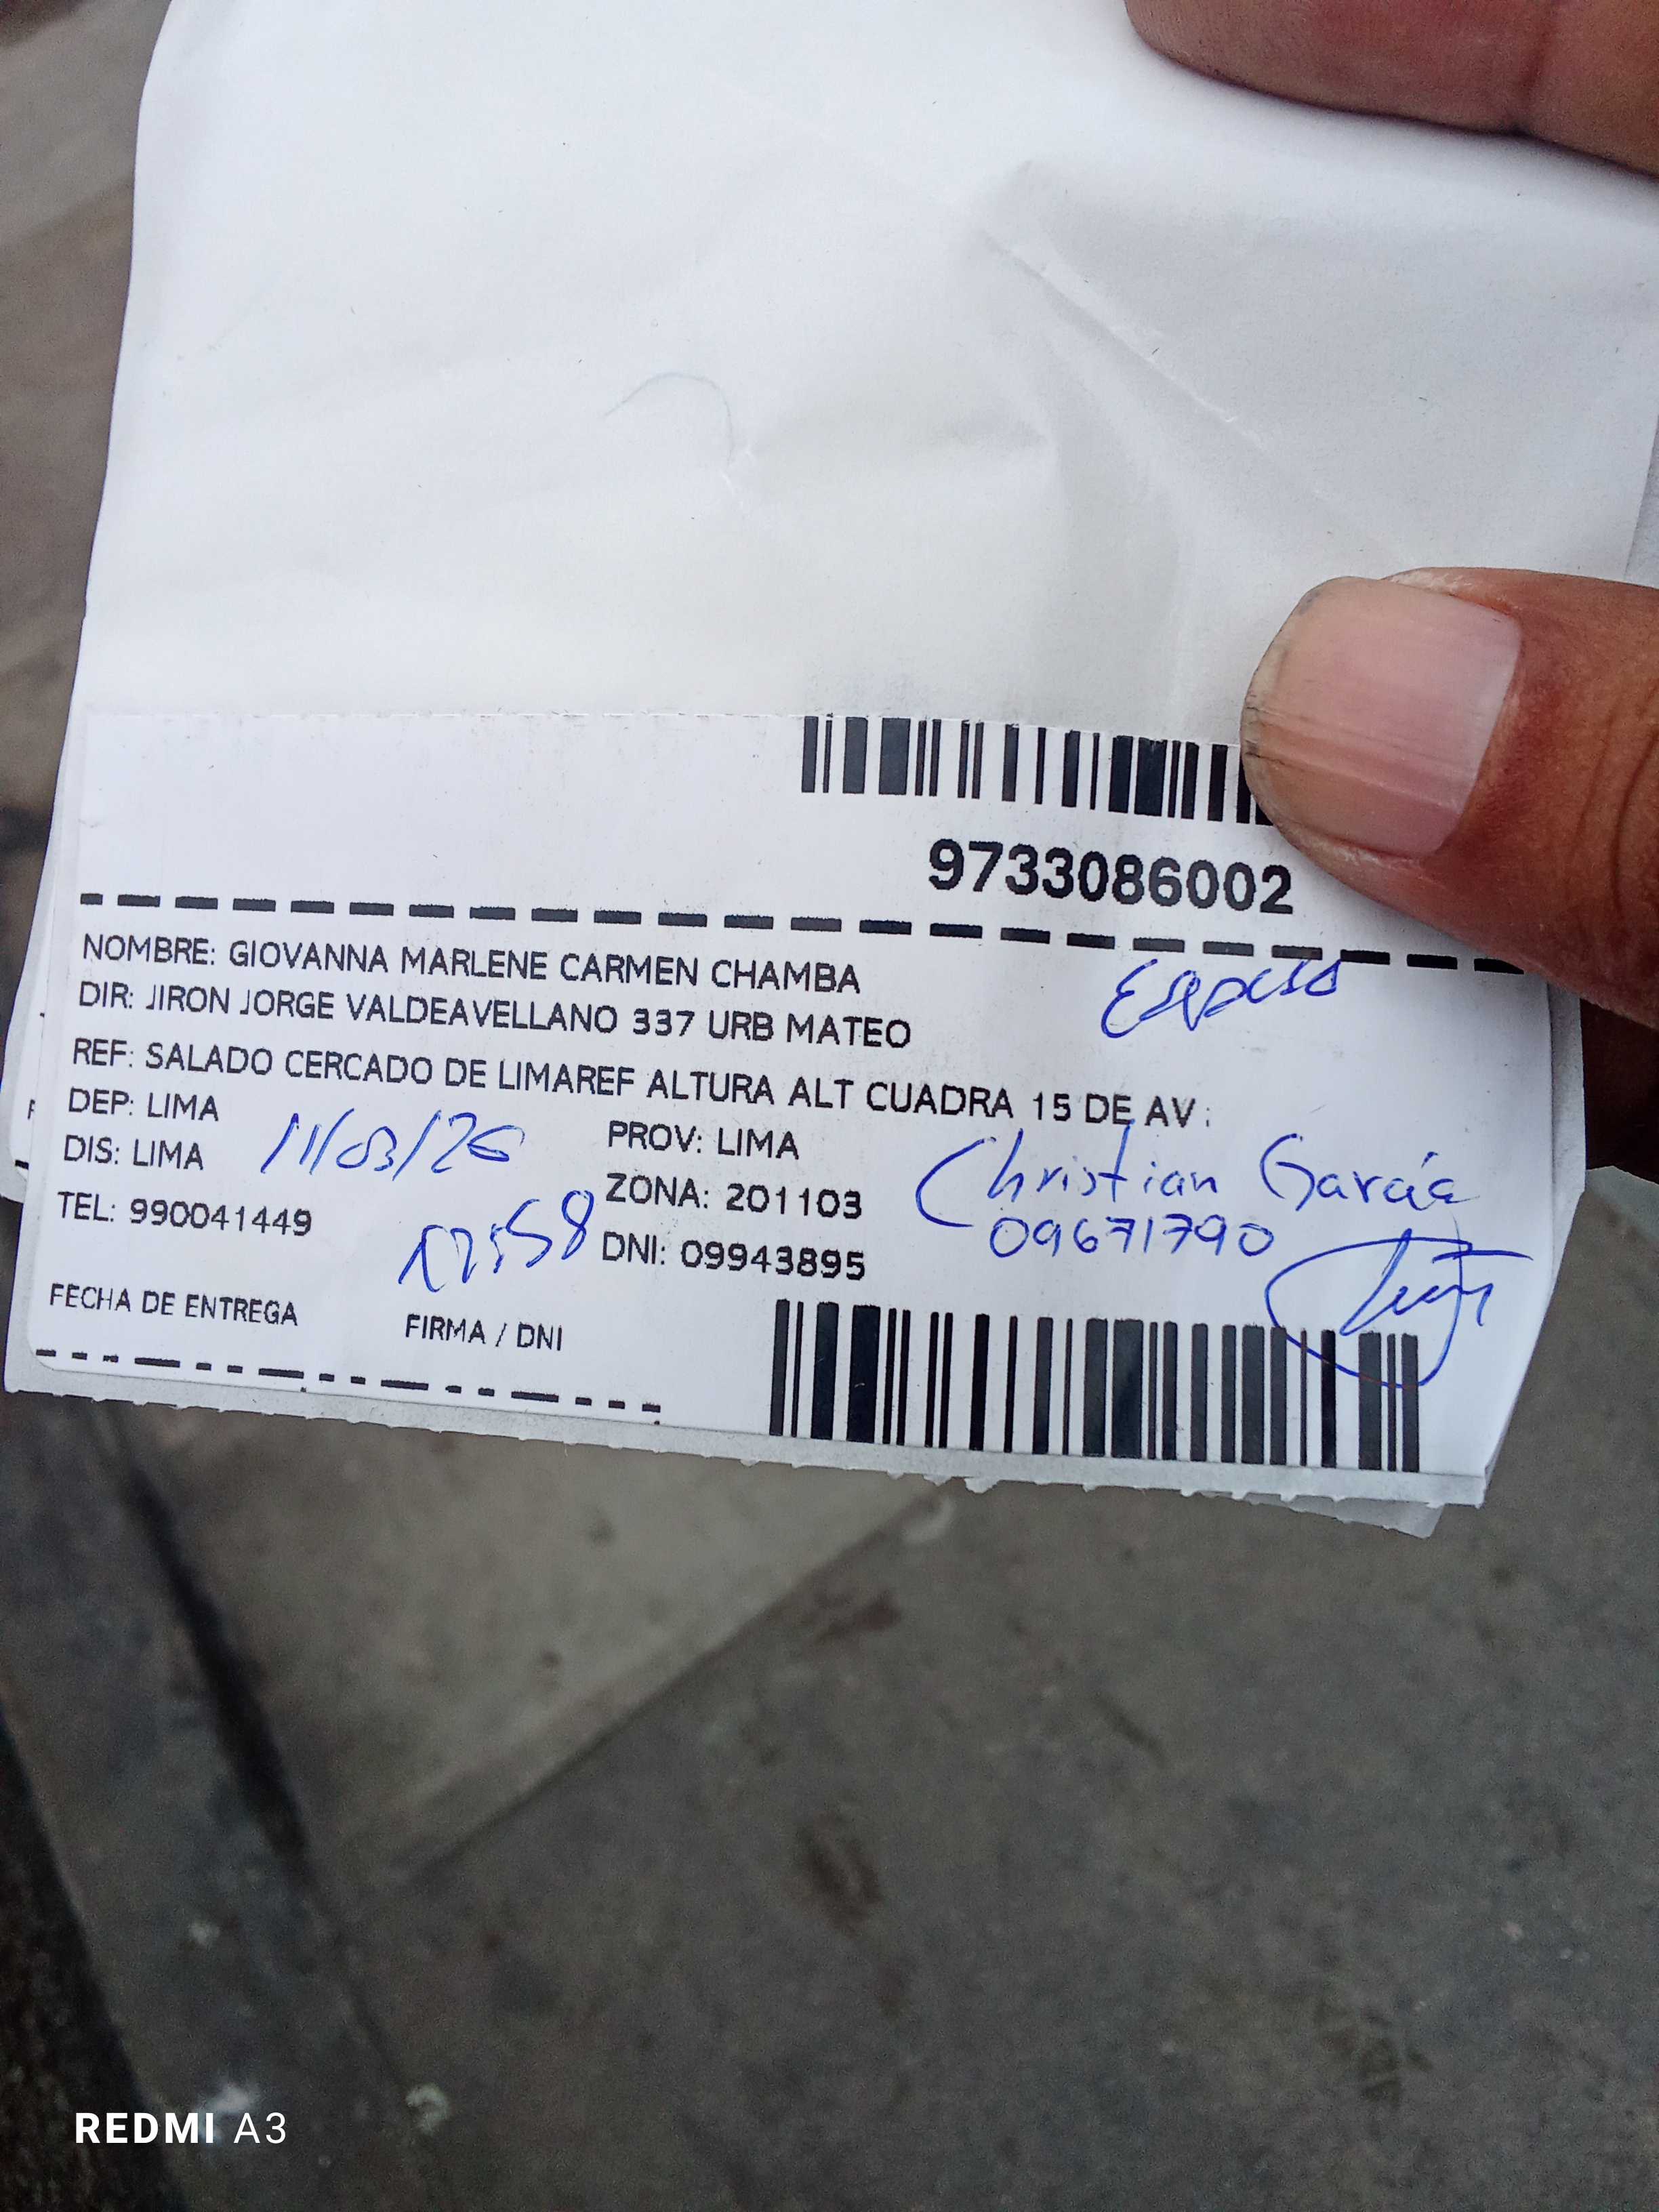 9733086002
NOMBRE: GIOVANNA MARLENE CARMEN CHAMBA
Esposo
DIR: JIRON JORGE VALDEAVELLANO 337 URB MATEO
REF: SALADO CERCADO DE LIMAREF ALTURA ALT CUADRA 15 DE AV :
DEP: LIMA
PROV: LIMA
DIS: LIMA
11/03/26
ZONA: 201103
Christian García
09671790
TEL: 990041449
DNI: 09943895
FECHA DE ENTREGA
FIRMA / DNI
REDMI A3